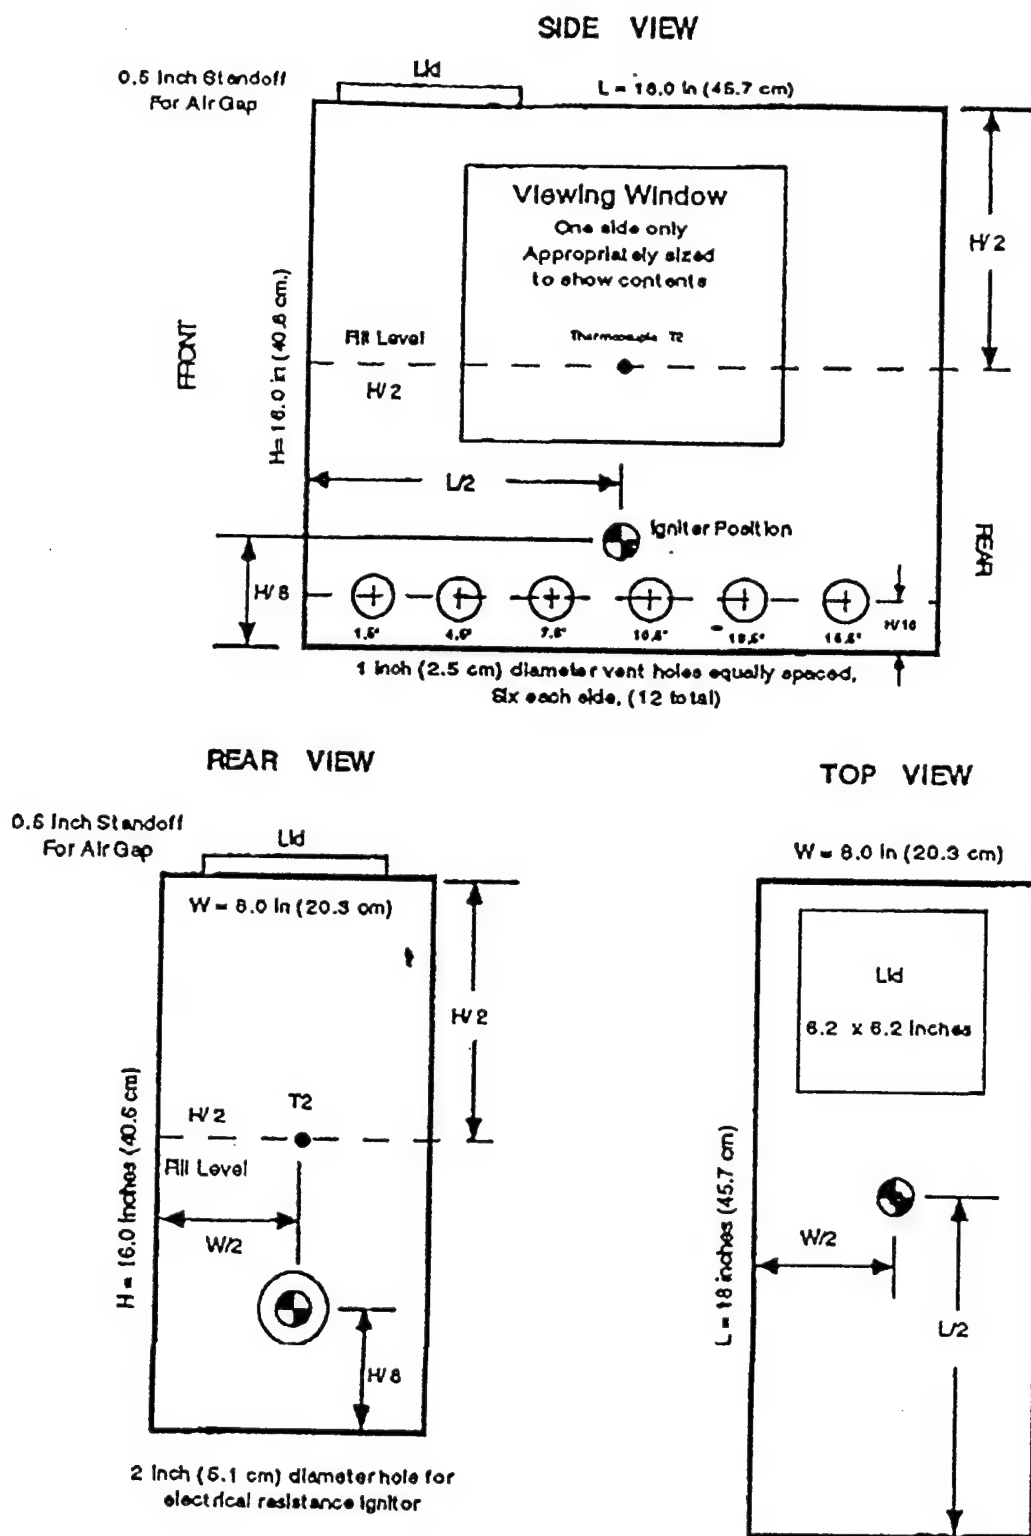 SIDE VIEW
0.5 Inch Standoff
For Air Gap
Lid
L = 18.0 in (45.7 cm)
Viewing Window
One side only
Appropriately sized
to show contents
H/2
FRONT
H = 16.0 in (40.6 cm.)
Fill Level
H/2
Thermocouple T2
L/2
Igniter Position
REAR
H/8
H/16
1.5"
4.5"
7.5"
10.5"
13.5"
16.5"
1 inch (2.5 cm) diameter vent holes equally spaced,
Six each side, (12 total)
REAR VIEW
0.5 Inch Standoff
For Air Gap
Lid
W = 8.0 in (20.3 cm)
H/2
H = 16.0 inches (40.6 cm)
H/2
T2
Fill Level
W/2
H/8
2 inch (5.1 cm) diameter hole for
electrical resistance ignitor
TOP VIEW
W = 8.0 in (20.3 cm)
Lid
6.2 x 6.2 inches
L = 18 inches (45.7 cm)
W/2
L/2